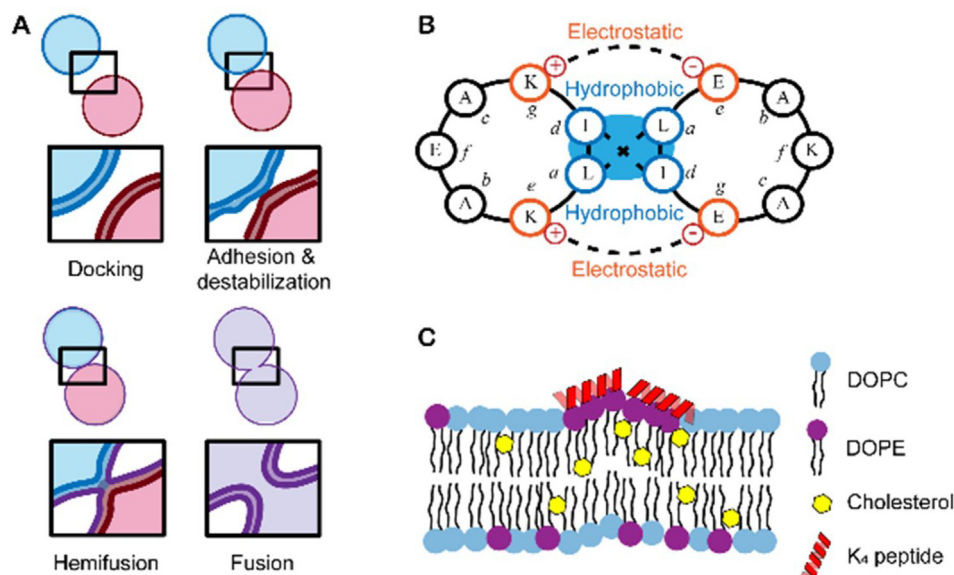 A
Docking
Adhesion &
destabilization
Hemifusion
Fusion
B
Electrostatic
+ −
K E
g e
A A
c b
Hydrophobic
d I L a
E f f K
a L I d
b c
A A
e g
Hydrophobic
K E
+ −
Electrostatic
C
DOPC
DOPE
Cholesterol
K₄ peptide